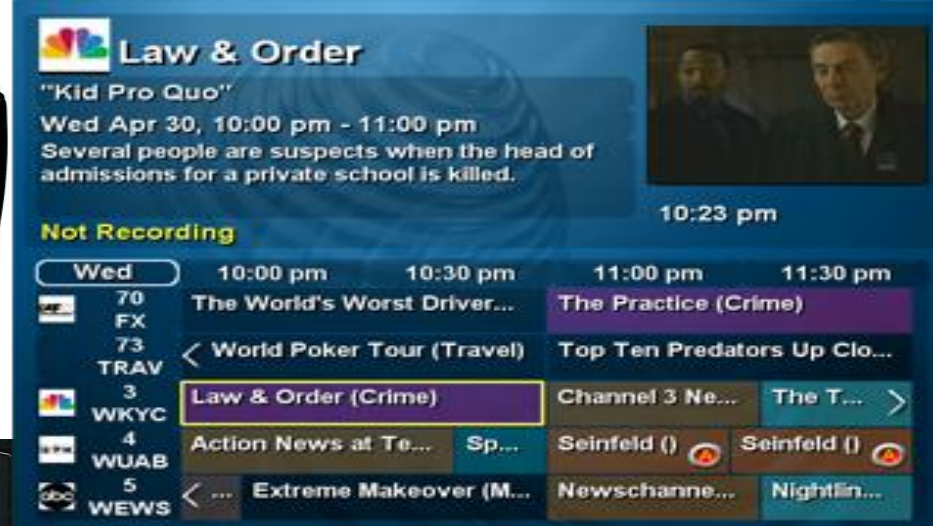 Law & Order
"Kid Pro Quo"
Wed Apr 30, 10:00 pm - 11:00 pm
Several people are suspects when the head of
admissions for a private school is killed.
10:23 pm
Not Recording
Wed 10:00 pm 10:30 pm 11:00 pm 11:30 pm
70 FX The World's Worst Driver... The Practice (Crime)
73 TRAV < World Poker Tour (Travel) Top Ten Predators Up Clo...
3 WKYC Law & Order (Crime) Channel 3 Ne... The T... >
4 WUAB Action News at Te... Sp... Seinfeld () A Seinfeld () A
abc 5 WEWS < ... Extreme Makeover (M... Newschanne... Nightlin...